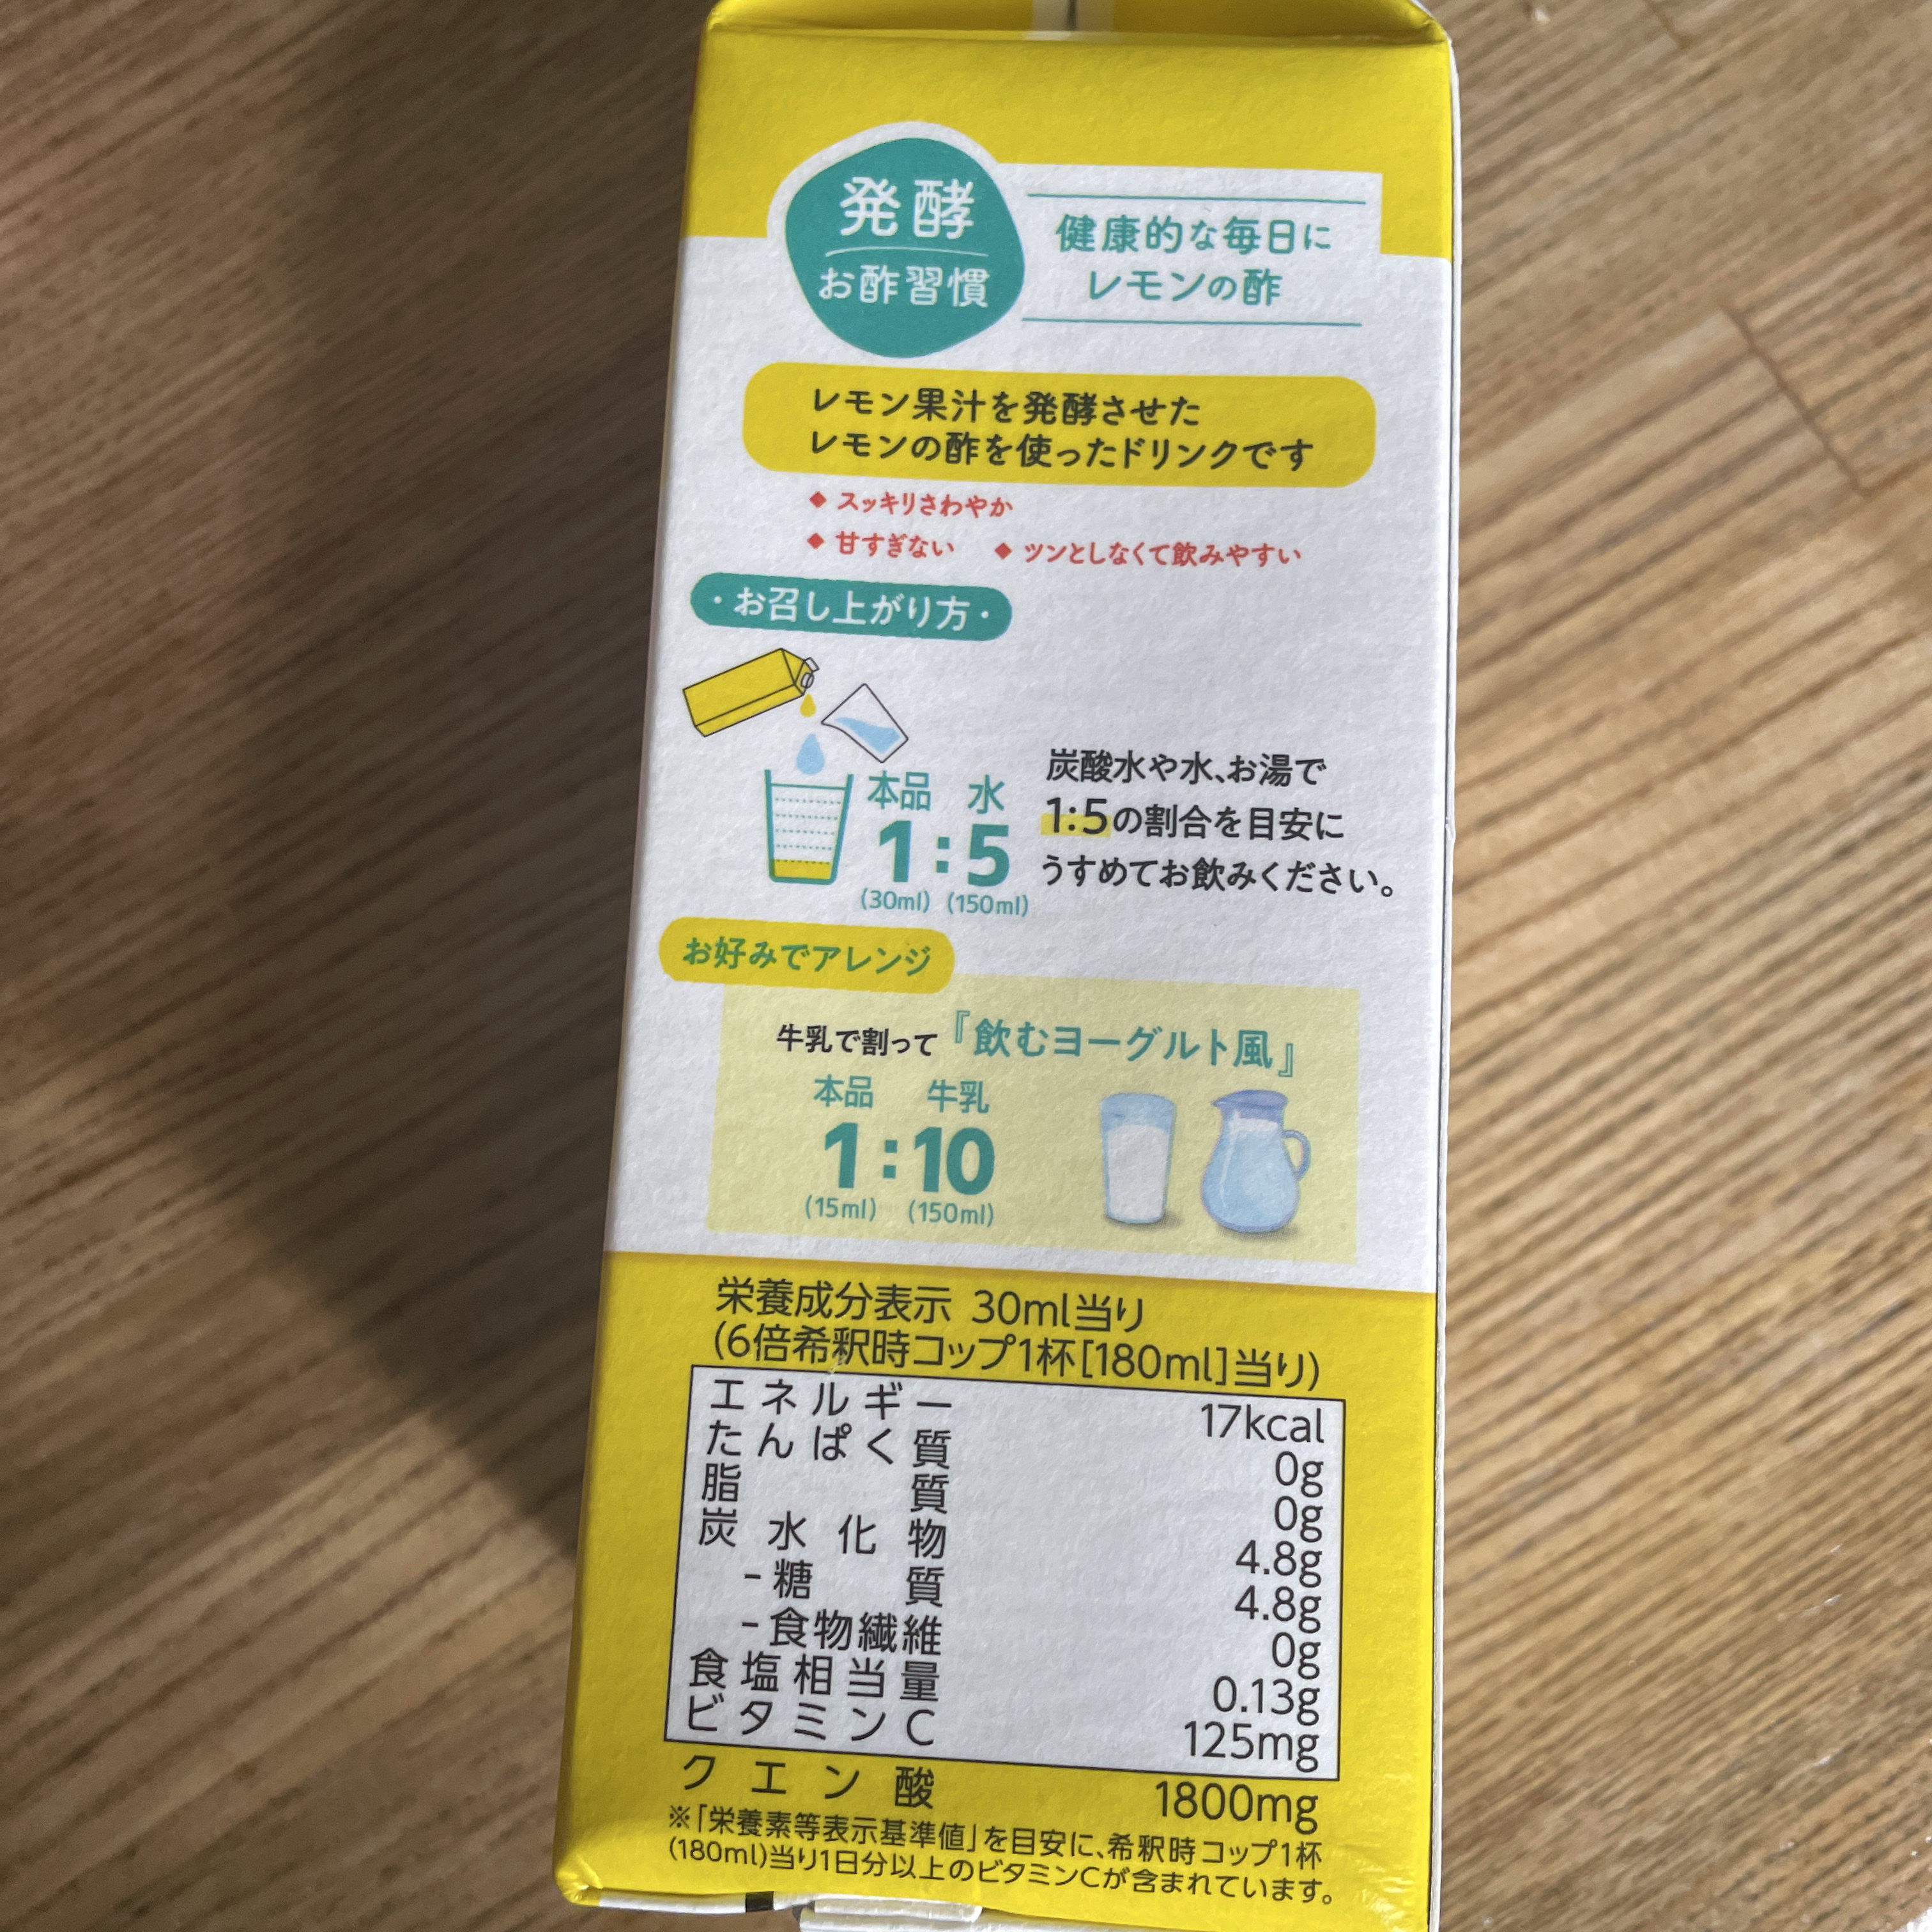 発酵
お酢習慣
健康的な毎日に
レモンの酢
レモン果汁を発酵させた
レモンの酢を使ったドリンクです
◆スッキリさわやか
◆甘すぎない ◆ツンとしなくて飲みやすい
・お召し上がり方・
本品 水
1:5
(30ml) (150ml)
炭酸水や水、お湯で
1:5の割合を目安に
うすめてお飲みください。
お好みでアレンジ
牛乳で割って『飲むヨーグルト風』
本品 牛乳
1:10
(15ml) (150ml)
栄養成分表示 30ml当り
(6倍希釈時コップ1杯[180ml]当り)
エネルギー 17kcal
たんぱく質 0g
脂質 0g
炭水化物 4.8g
-糖質 4.8g
-食物繊維 0g
食塩相当量 0.13g
ビタミンC 125mg
クエン酸 1800mg
※「栄養素等表示基準値」を目安に、希釈時コップ1杯
(180ml)当り1日分以上のビタミンCが含まれています。